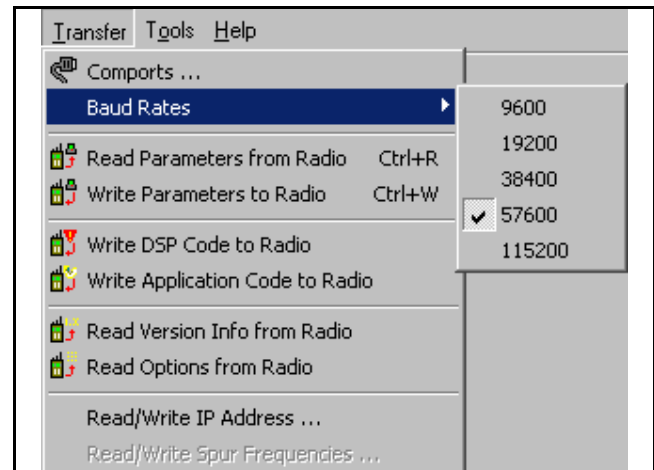 Transfer Tools Help
Comports ...
Baud Rates
9600
19200
38400
57600
115200
Read Parameters from Radio Ctrl+R
Write Parameters to Radio Ctrl+W
Write DSP Code to Radio
Write Application Code to Radio
Read Version Info from Radio
Read Options from Radio
Read/Write IP Address ...
Read/Write Spur Frequencies ...